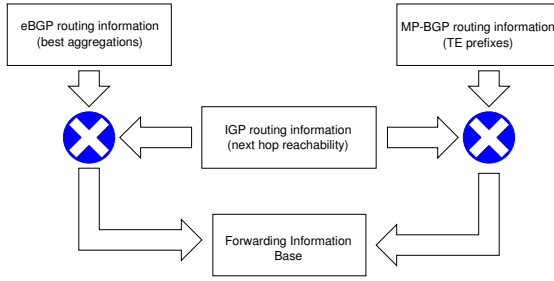 eBGP routing information
(best aggregations)
MP-BGP routing information
(TE prefixes)
IGP routing information
(next hop reachability)
Forwarding Information
Base